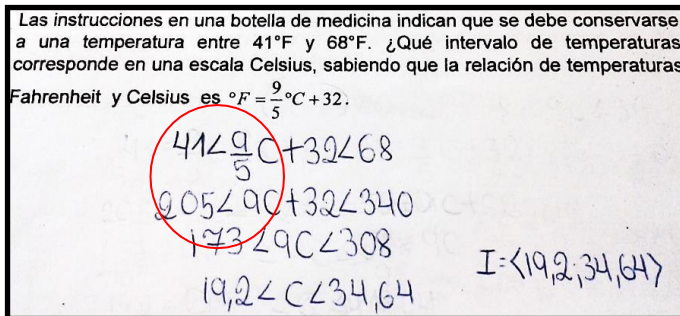 Las instrucciones en una botella de medicina indican que se debe conservarse
a una temperatura entre 41°F y 68°F. ¿Qué intervalo de temperaturas
corresponde en una escala Celsius, sabiendo que la relación de temperaturas
Fahrenheit y Celsius es °F = 9/5 °C + 32.
41<9/5 C+32<68
205<9C+32<340
173<9C<308
19,2<C<34,64
I=<19,2;34,64>